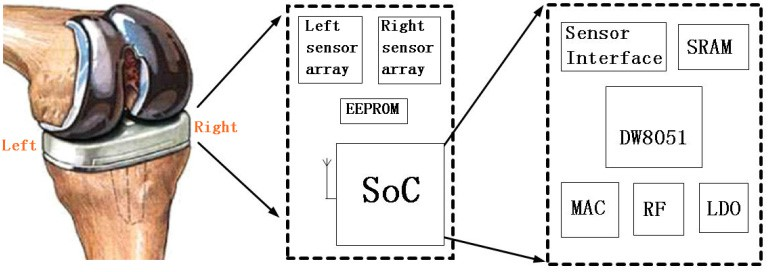 Left
Right
Left
sensor
array
Right
sensor
array
EEPROM
SoC
Sensor
Interface
SRAM
DW8051
MAC
RF
LDO